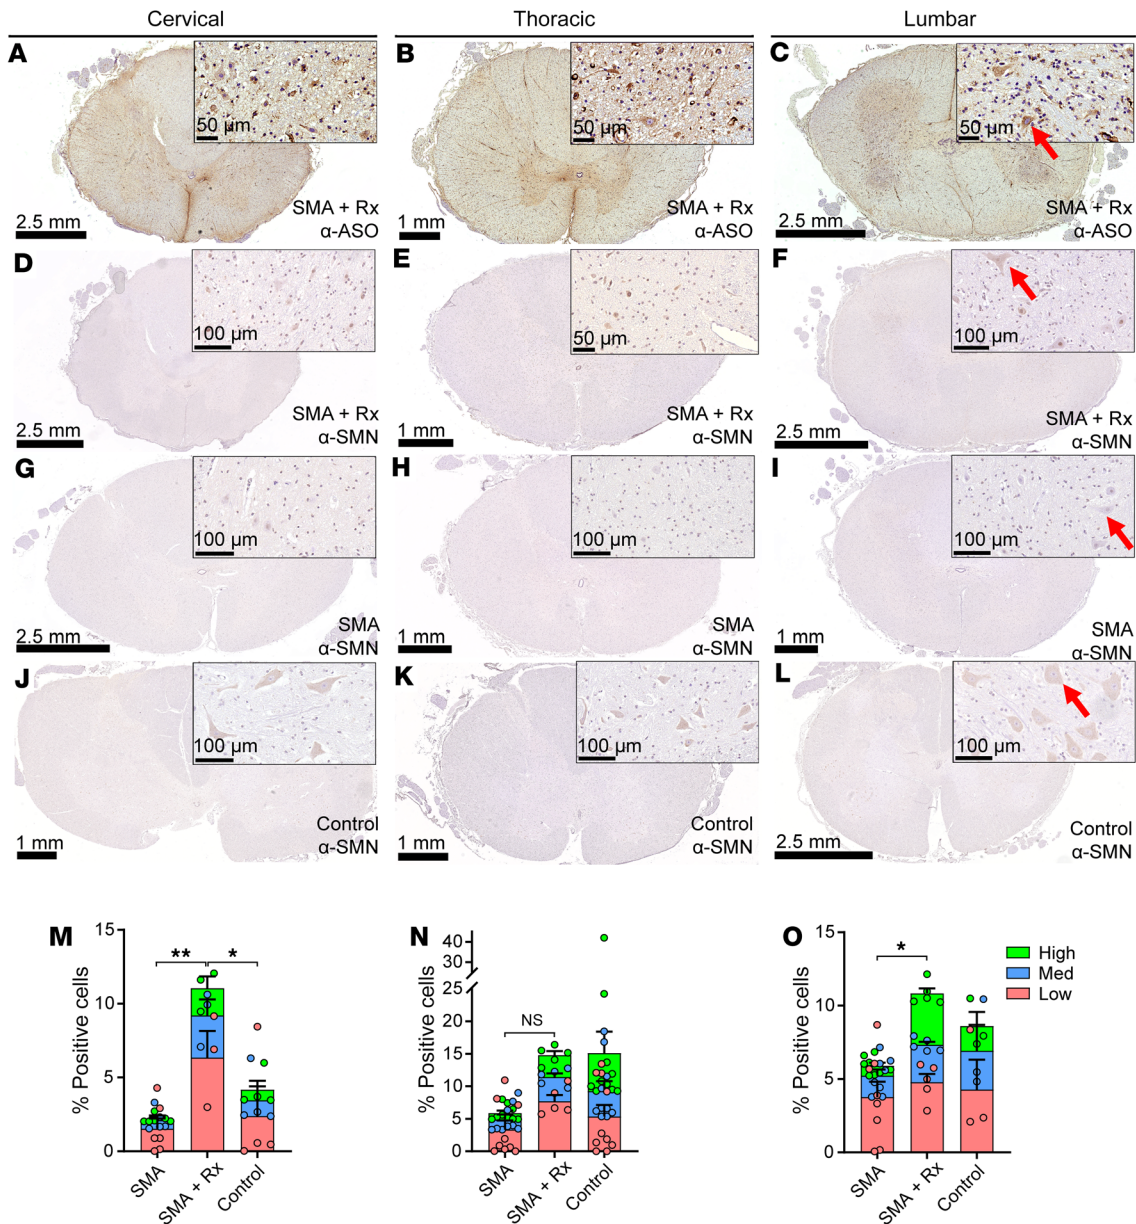 Cervical Thoracic Lumbar
A B C
50 µm 50 µm 50 µm
SMA + Rx SMA + Rx SMA + Rx
2.5 mm α-ASO 1 mm α-ASO 2.5 mm α-ASO
D E F
100 µm 50 µm 100 µm
SMA + Rx SMA + Rx SMA + Rx
2.5 mm α-SMN 1 mm α-SMN 2.5 mm α-SMN
G H I
100 µm 100 µm 100 µm
SMA SMA SMA
2.5 mm α-SMN 1 mm α-SMN 1 mm α-SMN
J K L
100 µm 100 µm 100 µm
Control Control Control
1 mm α-SMN 1 mm α-SMN 2.5 mm α-SMN
M
% Positive cells
15
10
5
0
** *
SMA SMA + Rx Control
N
% Positive cells
40
30
25
20
15
10
5
0
NS
SMA SMA + Rx Control
O
% Positive cells
15
10
5
0
*
SMA SMA + Rx Control
High
Med
Low